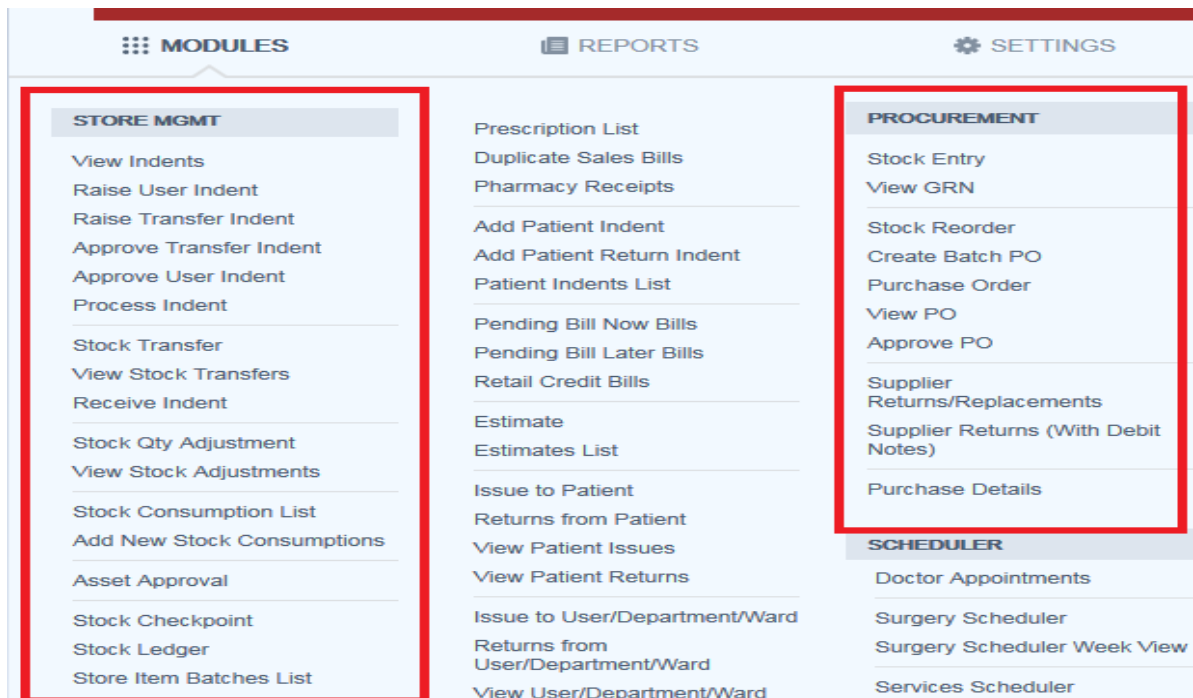 MODULES
REPORTS
SETTINGS
STORE MGMT
View Indents
Raise User Indent
Raise Transfer Indent
Approve Transfer Indent
Approve User Indent
Process Indent
Stock Transfer
View Stock Transfers
Receive Indent
Stock Qty Adjustment
View Stock Adjustments
Stock Consumption List
Add New Stock Consumptions
Asset Approval
Stock Checkpoint
Stock Ledger
Store Item Batches List
Prescription List
Duplicate Sales Bills
Pharmacy Receipts
Add Patient Indent
Add Patient Return Indent
Patient Indents List
Pending Bill Now Bills
Pending Bill Later Bills
Retail Credit Bills
Estimate
Estimates List
Issue to Patient
Returns from Patient
View Patient Issues
View Patient Returns
Issue to User/Department/Ward
Returns from
User/Department/Ward
View User/Department/Ward
PROCUREMENT
Stock Entry
View GRN
Stock Reorder
Create Batch PO
Purchase Order
View PO
Approve PO
Supplier
Returns/Replacements
Supplier Returns (With Debit
Notes)
Purchase Details
SCHEDULER
Doctor Appointments
Surgery Scheduler
Surgery Scheduler Week View
Services Scheduler